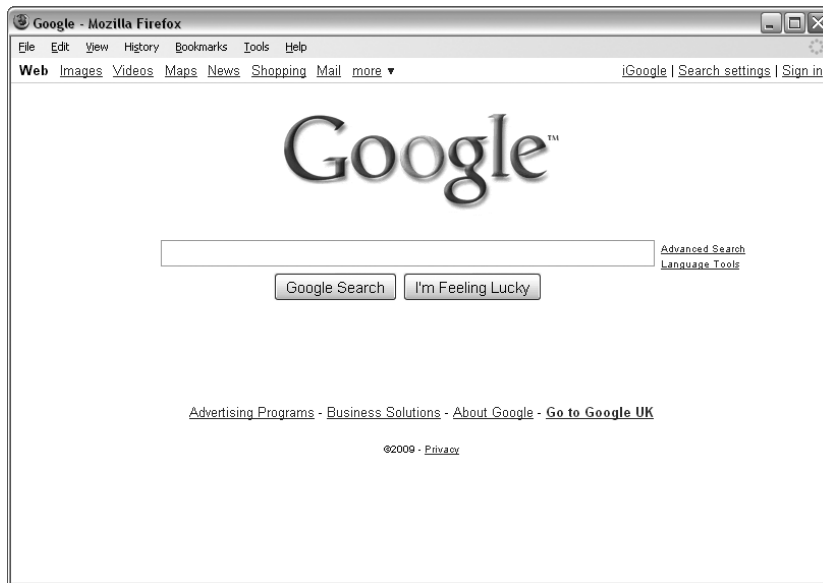 Google - Mozilla Firefox
File Edit View History Bookmarks Tools Help
Web Images Videos Maps News Shopping Mail more ▼ iGoogle | Search settings | Sign in
Google™
Advanced Search
Language Tools
Google Search I'm Feeling Lucky
Advertising Programs - Business Solutions - About Google - Go to Google UK
©2009 - Privacy